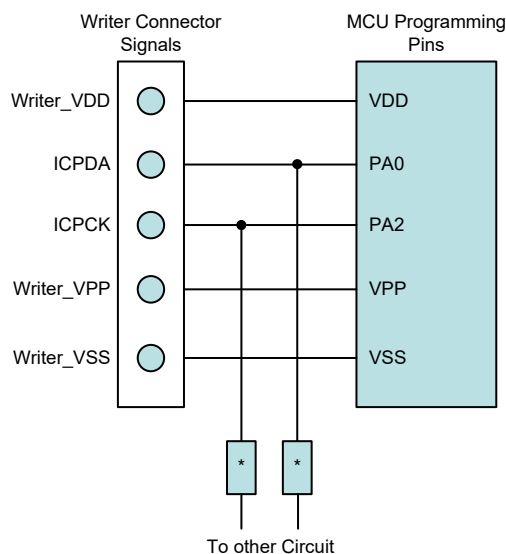 Writer Connector
Signals
MCU Programming
Pins
Writer_VDD
VDD
ICPDA
PA0
ICPCK
PA2
Writer_VPP
VPP
Writer_VSS
VSS
*
*
To other Circuit